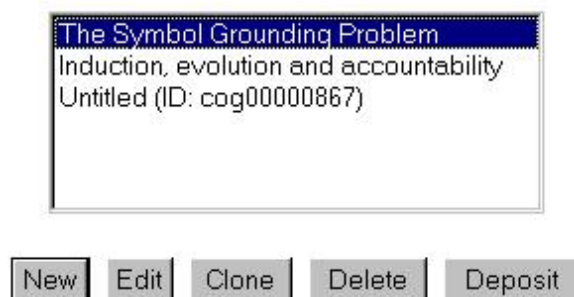 The Symbol Grounding Problem
Induction, evolution and accountability
Untitled (ID: cog00000867)
New Edit Clone Delete Deposit